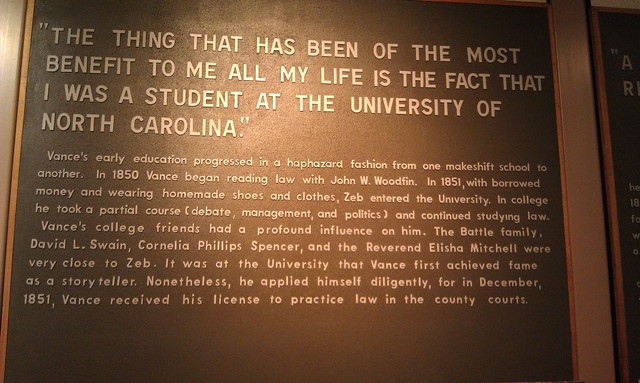 "THE THING THAT HAS BEEN OF THE MOST
BENEFIT TO ME ALL MY LIFE IS THE FACT THAT
I WAS A STUDENT AT THE UNIVERSITY OF
NORTH CAROLINA."
Vance's early education progressed in a haphazard fashion from one makeshift school to
another. In 1850 Vance began reading law with John W. Woodfin. In 1851, with borrowed
money and wearing homemade shoes and clothes, Zeb entered the University. In college
he took a partial course (debate, management, and politics) and continued studying law.
Vance's college friends had a profound influence on him. The Battle family,
David L. Swain, Cornelia Phillips Spencer, and the Reverend Elisha Mitchell were
very close to Zeb. It was at the University that Vance first achieved fame
as a storyteller. Nonetheless, he applied himself diligently, for in December,
1851, Vance received his license to practice law in the county courts.
"A